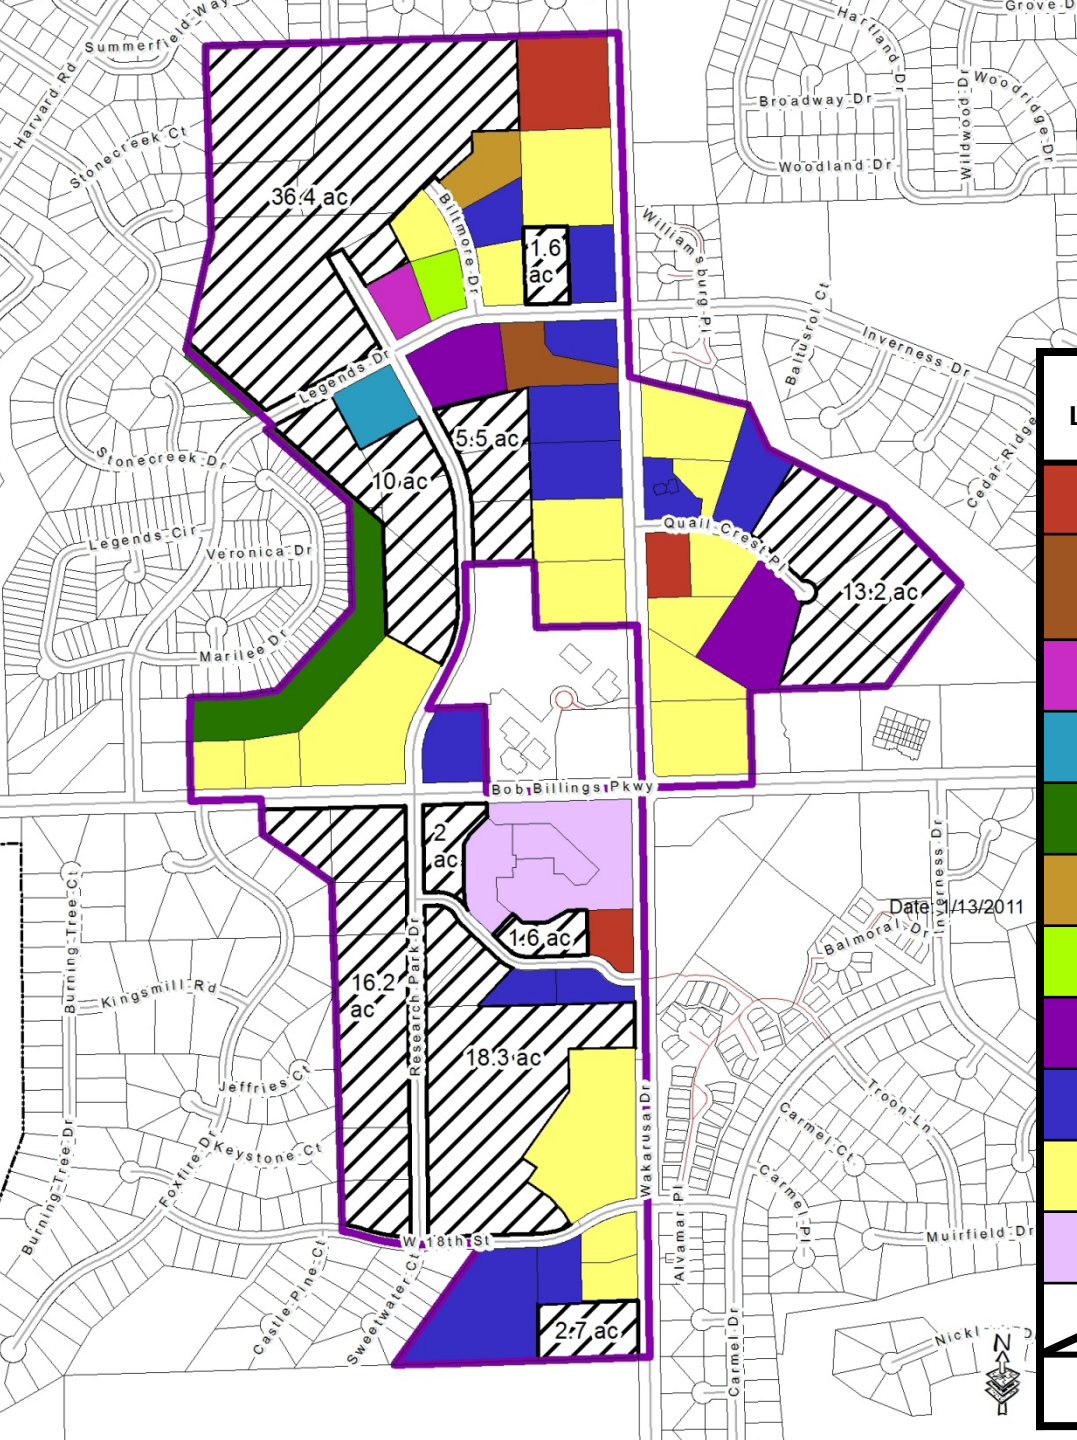 Summerfield Way
Grove D
Hartland Dr
Harvard Rd
Broadway Dr
Wildwood Dr
Woodridge Dr
Stonecreek Ct
Woodland Dr
36.4 ac
Biltmore Dr
Williamsburg Pl
1.6
ac
Baltusrol Ct
Inverness Dr
Legends Dr
L
5.5 ac
Cedar Ridge
Stonecreek Dr
10 ac
Legends Cir
Veronica Dr
Quail Crest Pl
13.2 ac
Marilee Dr
Bob Billings Pkwy
2
ac
Inverness Dr
Burning Tree Ct
Date: 1/13/2011
Research Park Dr
1.6 ac
Balmoral Dr
16.2
ac
Kingsmill Rd
18.3 ac
Jeffries Ct
Wakarusa Dr
Troon Ln
Carmel Ct
Keystone Ct
Foxfire Dr
Burning Tree Dr
Carmel Pl
Alvamar Pl
Muirfield Dr
W 18th St
Castle Pine Ct
Sweetwater Ct
2.7 ac
Carmel Dr
Nickl
D
N